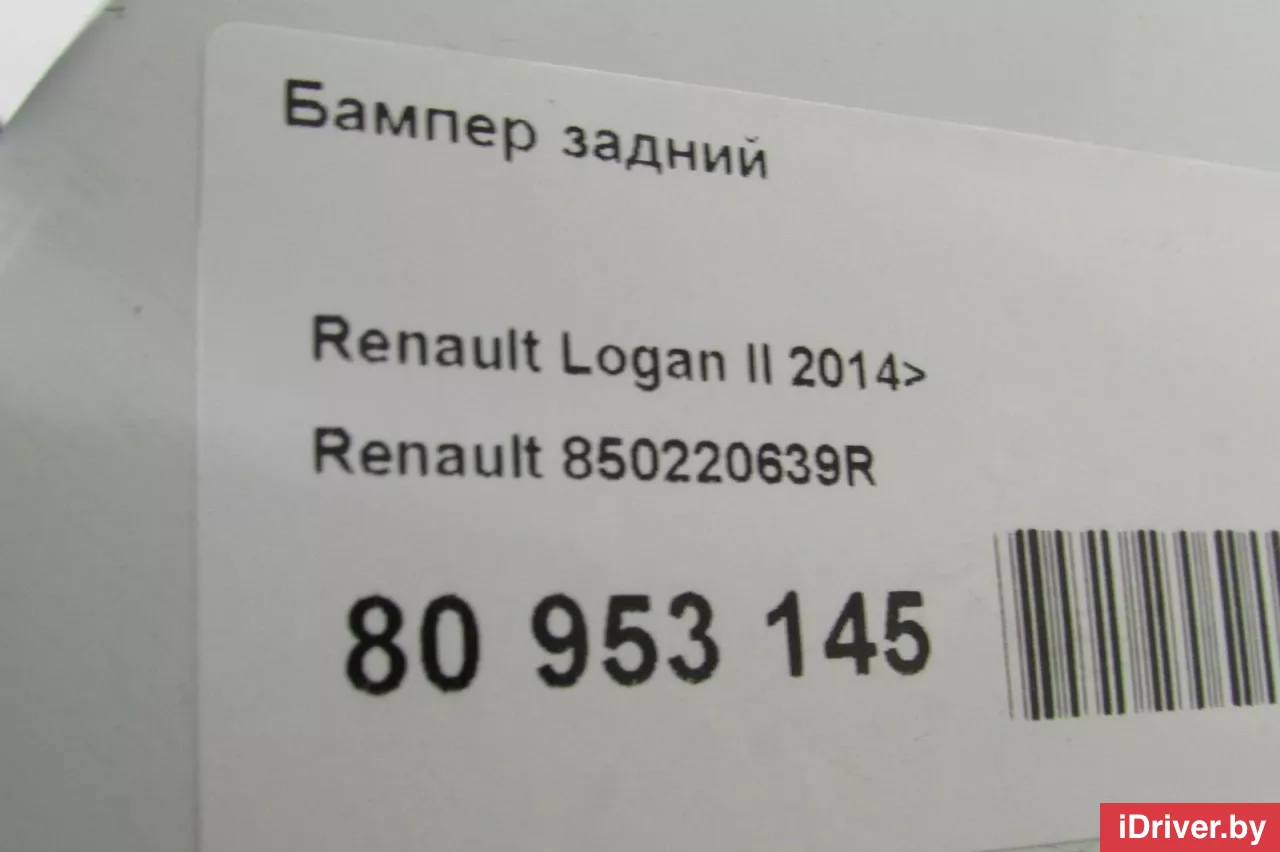 Бампер задний
Renault Logan II 2014>
Renault 850220639R
80 953 145
iDriver.by